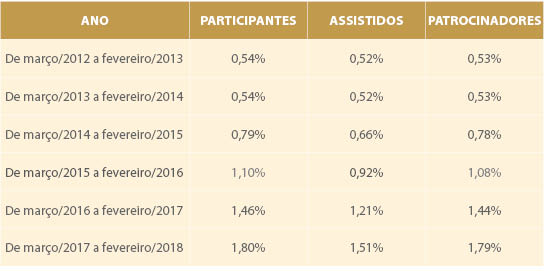 ANO PARTICIPANTES ASSISTIDOS PATROCINADORES
De março/2012 a fevereiro/2013 0,54% 0,52% 0,53%
De março/2013 a fevereiro/2014 0,54% 0,52% 0,53%
De março/2014 a fevereiro/2015 0,79% 0,66% 0,78%
De março/2015 a fevereiro/2016 1,10% 0,92% 1,08%
De março/2016 a fevereiro/2017 1,46% 1,21% 1,44%
De março/2017 a fevereiro/2018 1,80% 1,51% 1,79%